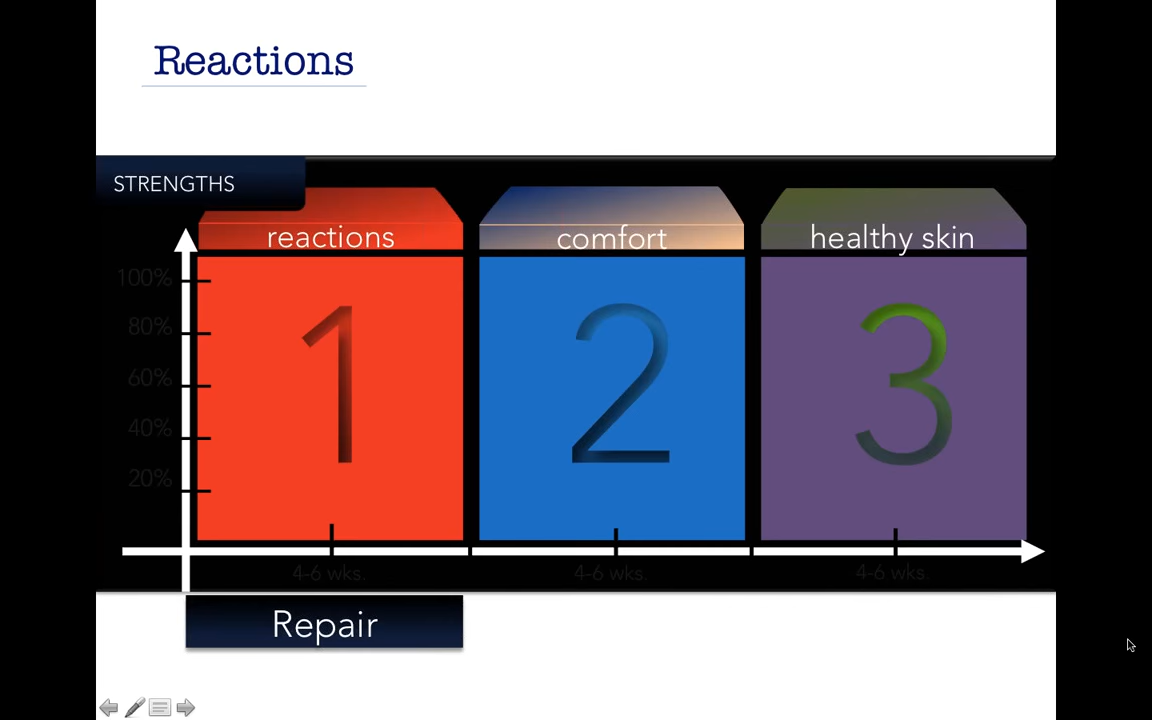 Reactions
STRENGTHS
reactions
comfort
healthy skin
100%
80%
60%
40%
20%
1
2
3
4-6 wks.
4-6 wks.
4-6 wks.
Repair